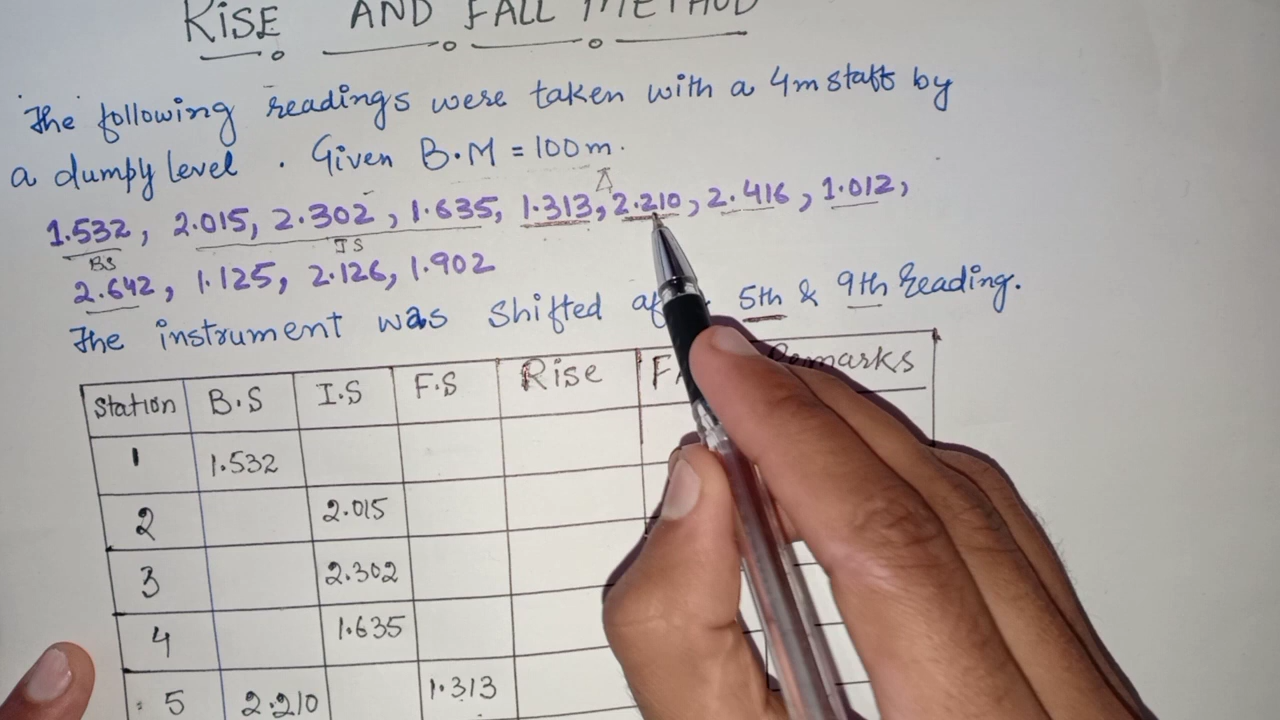 RISE AND FALL METHOD
The following readings were taken with a 4m staff by
a dumpy level. Given B.M = 100m.
1.532, 2.015, 2.302, 1.635, 1.313, 2.210, 2.416, 1.012,
BS IS
2.642, 1.125, 2.126, 1.902
The instrument was shifted 5th & 9th reading.
Station B.S I.S F.S Rise Remarks
1 1.532
2 2.015
3 2.302
4 1.635
5 2.210 1.313